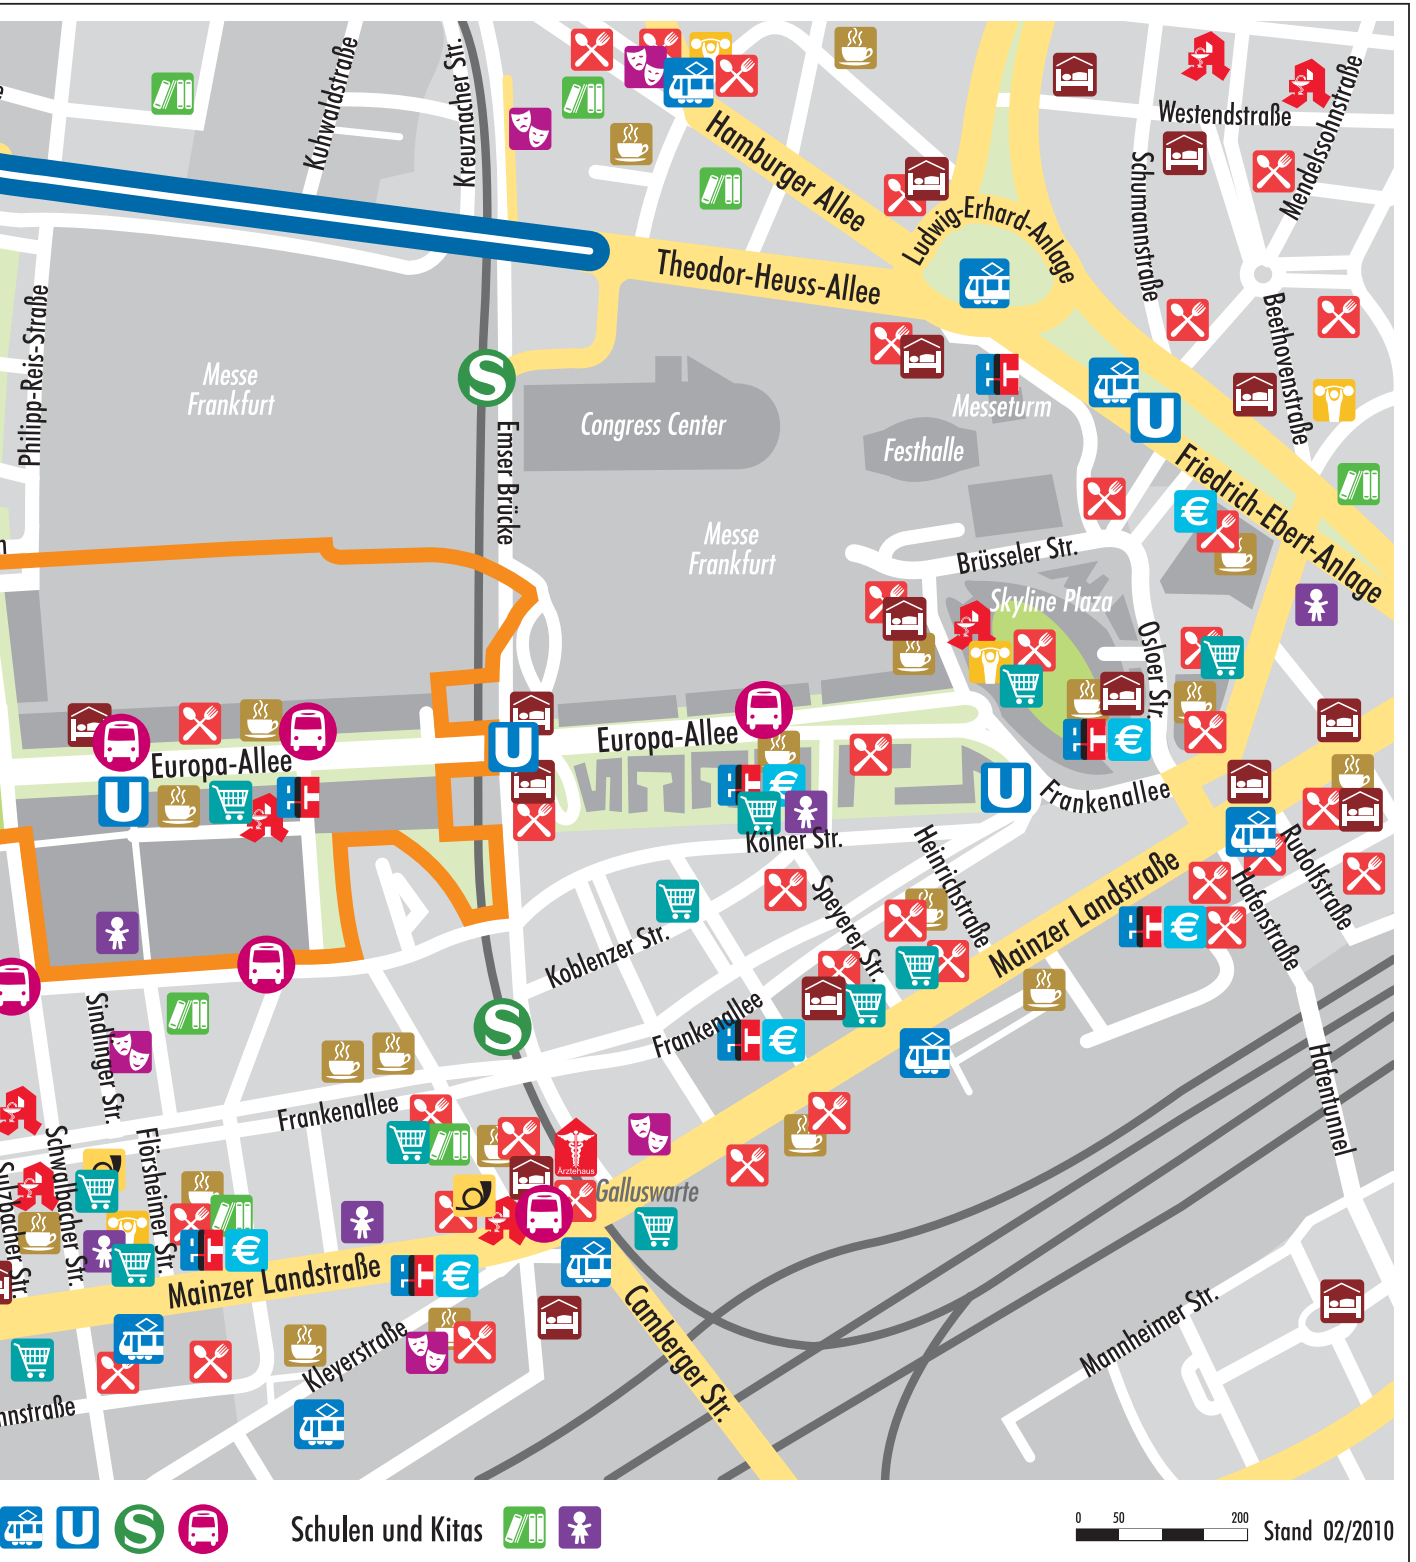 Kuhwaldstraße
Kreuznacher Str.
Hamburger Allee
Westendstraße
Mendelssohnstraße
Schumannstraße
Ludwig-Erhard-Anlage
Theodor-Heuss-Allee
Philipp-Reis-Straße
Beethovenstraße
Messe
Frankfurt
S
Congress Center
Messeturm
Festhalle
Emser Brücke
U
Friedrich-Ebert-Anlage
€
Messe
Frankfurt
Brüsseler Str.
Skyline Plaza
Osloer Str.
Europa-Allee
U
Europa-Allee
€
€
U
U
Frankenallee
Kölner Str.
Heinrichstraße
Mainzer Landstraße
Rudolfstraße
Hafenstraße
Speyerer Str.
Koblenzer Str.
€
Sindlinger Str.
S
Frankenallee
€
Frankenallee
Hafentunnel
Schwalbacher Str.
Flörsheimer Str.
Sulzbacher Str.
Ärztehaus
Galluswarte
€
€
Mainzer Landstraße
Kleyerstraße
Camberger Str.
Mannheimer Str.
nnstraße
U
S
Schulen und Kitas
0 50 200
Stand 02/2010